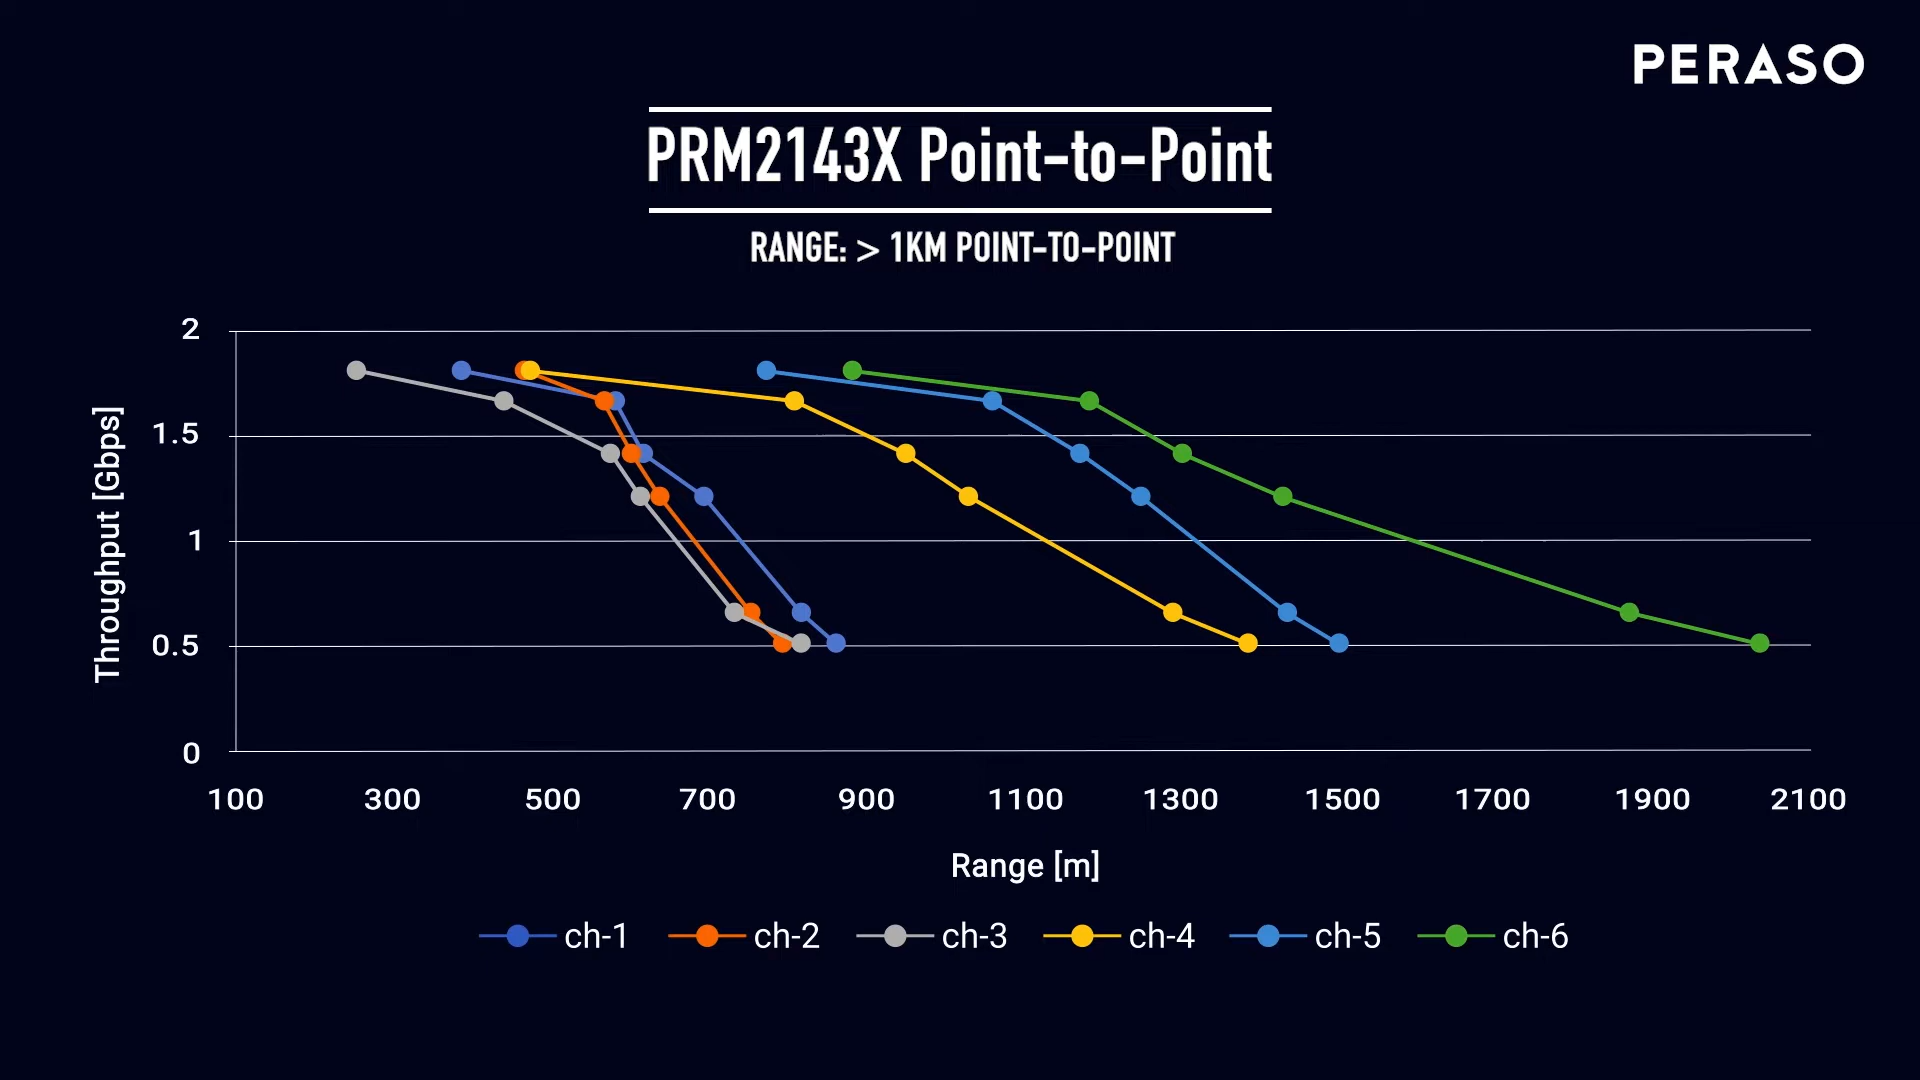 PERASO
PRM2143X Point-to-Point
RANGE: > 1KM POINT-TO-POINT
Throughput [Gbps]
2
1.5
1
0.5
0
100 300 500 700 900 1100 1300 1500 1700 1900 2100
Range [m]
ch-1 ch-2 ch-3 ch-4 ch-5 ch-6